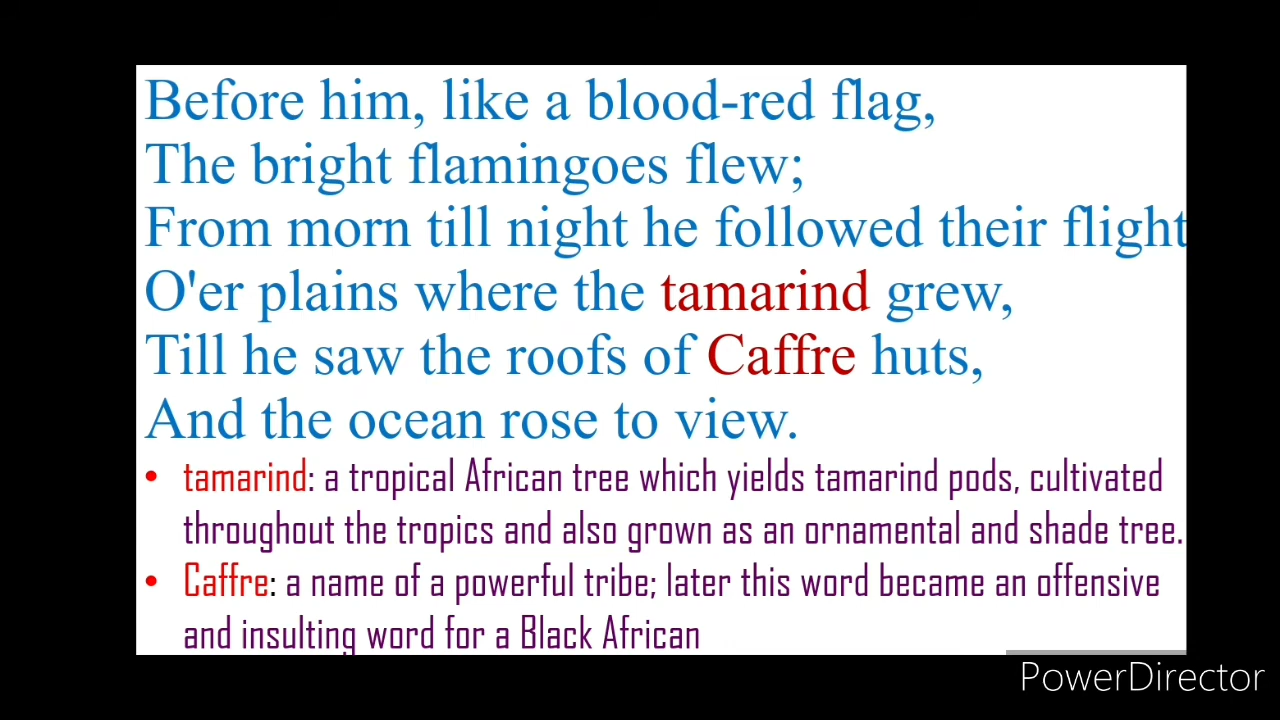 Before him, like a blood-red flag,
The bright flamingoes flew;
From morn till night he followed their flight
O'er plains where the tamarind grew,
Till he saw the roofs of Caffre huts,
And the ocean rose to view.
• tamarind: a tropical African tree which yields tamarind pods, cultivated
throughout the tropics and also grown as an ornamental and shade tree.
• Caffre: a name of a powerful tribe; later this word became an offensive
and insulting word for a Black African
PowerDirector